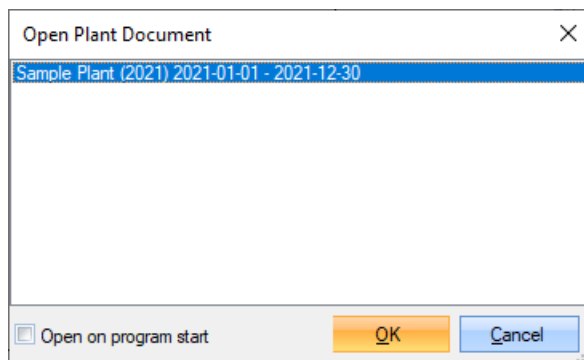 Open Plant Document
Sample Plant (2021) 2021-01-01 - 2021-12-30
Open on program start
OK
Cancel